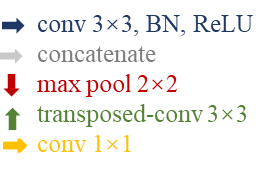 conv 3×3, BN, ReLU
concatenate
max pool 2×2
transposed-conv 3×3
conv 1×1